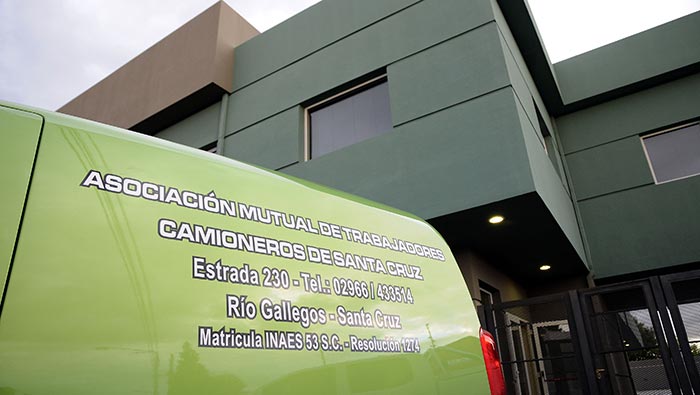 ASOCIACIÓN MUTUAL DE TRABAJADORES
CAMIONEROS DE SANTA CRUZ
Estrada 230 - Tel.: 02966 / 433514
Río Gallegos - Santa Cruz
Matricula INAES 53 S.C. - Resolución 1274